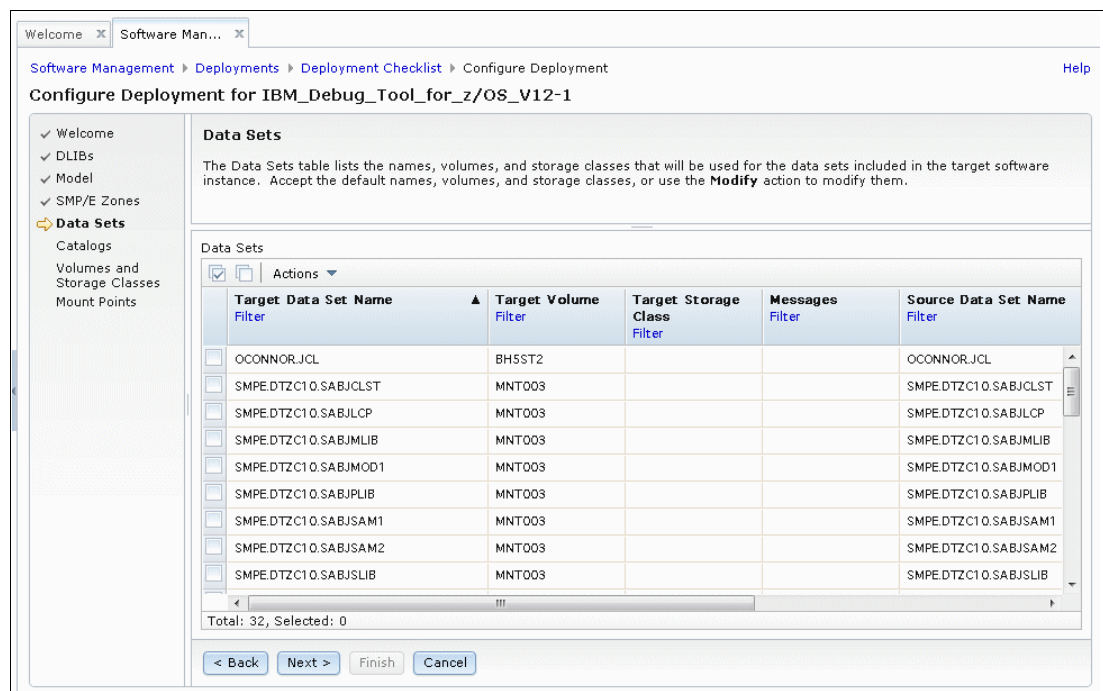 Welcome X Software Man... X
Software Management ▸ Deployments ▸ Deployment Checklist ▸ Configure Deployment Help
Configure Deployment for IBM_Debug_Tool_for_z/OS_V12-1
✓ Welcome
✓ DLIBs
✓ Model
✓ SMP/E Zones
Data Sets
Catalogs
Volumes and
Storage Classes
Mount Points
Data Sets
The Data Sets table lists the names, volumes, and storage classes that will be used for the data sets included in the target software
instance. Accept the default names, volumes, and storage classes, or use the Modify action to modify them.
Data Sets
Actions
Target Data Set Name Target Volume Target Storage Class Messages Source Data Set Name
Filter Filter Filter Filter Filter
OCONNOR.JCL BH5ST2 OCONNOR.JCL
SMPE.DTZC10.SABJCLST MNT003 SMPE.DTZC10.SABJCLST
SMPE.DTZC10.SABJLCP MNT003 SMPE.DTZC10.SABJLCP
SMPE.DTZC10.SABJMLIB MNT003 SMPE.DTZC10.SABJMLIB
SMPE.DTZC10.SABJMOD1 MNT003 SMPE.DTZC10.SABJMOD1
SMPE.DTZC10.SABJPLIB MNT003 SMPE.DTZC10.SABJPLIB
SMPE.DTZC10.SABJSAM1 MNT003 SMPE.DTZC10.SABJSAM1
SMPE.DTZC10.SABJSAM2 MNT003 SMPE.DTZC10.SABJSAM2
SMPE.DTZC10.SABJSLIB MNT003 SMPE.DTZC10.SABJSLIB
Total: 32, Selected: 0
< Back Next > Finish Cancel